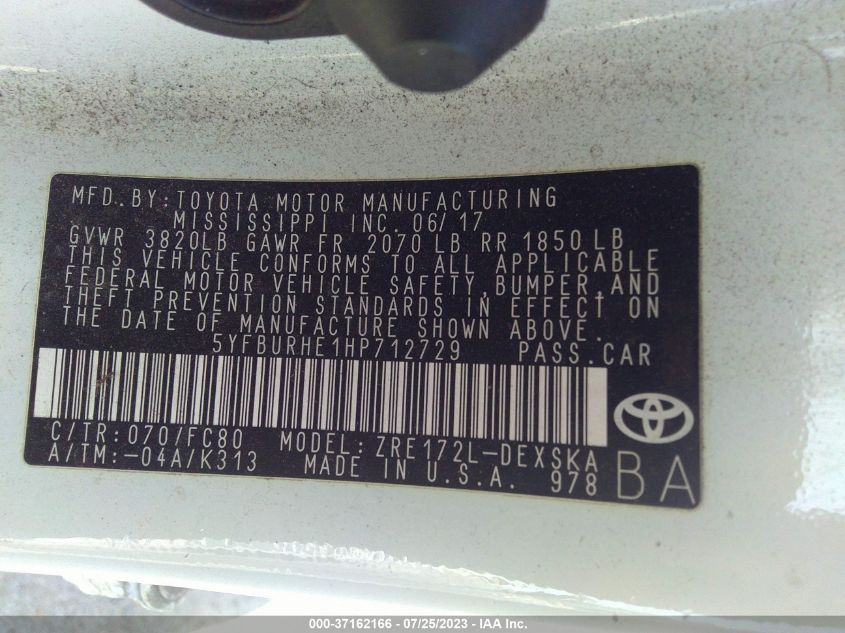 MFD.BY:TOYOTA MOTOR MANUFACTURING
MISSISSIPPI INC. 06/17
GVWR 3820LB GAWR FR 2070 LB RR 1850 LB
THIS VEHICLE CONFORMS TO ALL APPLICABLE
FEDERAL MOTOR VEHICLE SAFETY,BUMPER,AND
THEFT PREVENTION STANDARDS IN EFFECT ON
THE DATE OF MANUFACTURE SHOWN ABOVE.
5YFBURHE1HP712729 PASS.CAR
C/TR:070/FC80 MODEL:ZRE172L-DEXSKA
A/TM:-04A/K313 MADE IN U.S.A. 978
BA
000-37162166 - 07/25/2023 - IAA Inc.